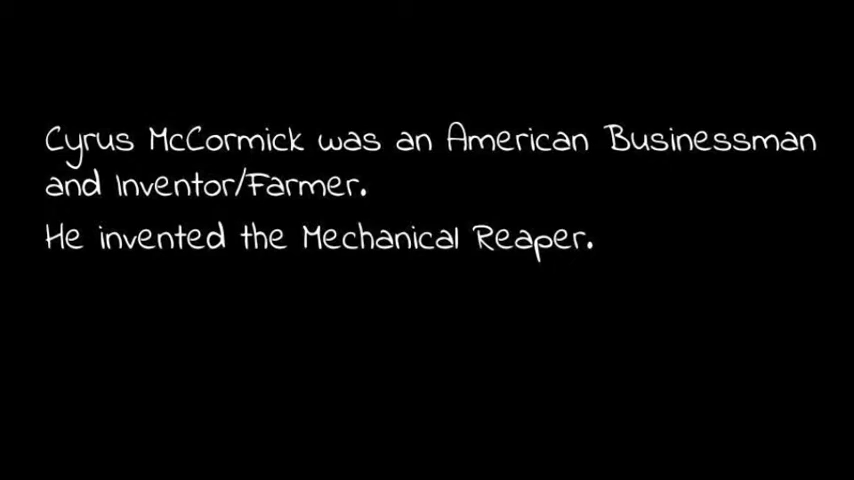 Cyrus McCormick was an American Businessman
and Inventor/Farmer.
He invented the Mechanical Reaper.